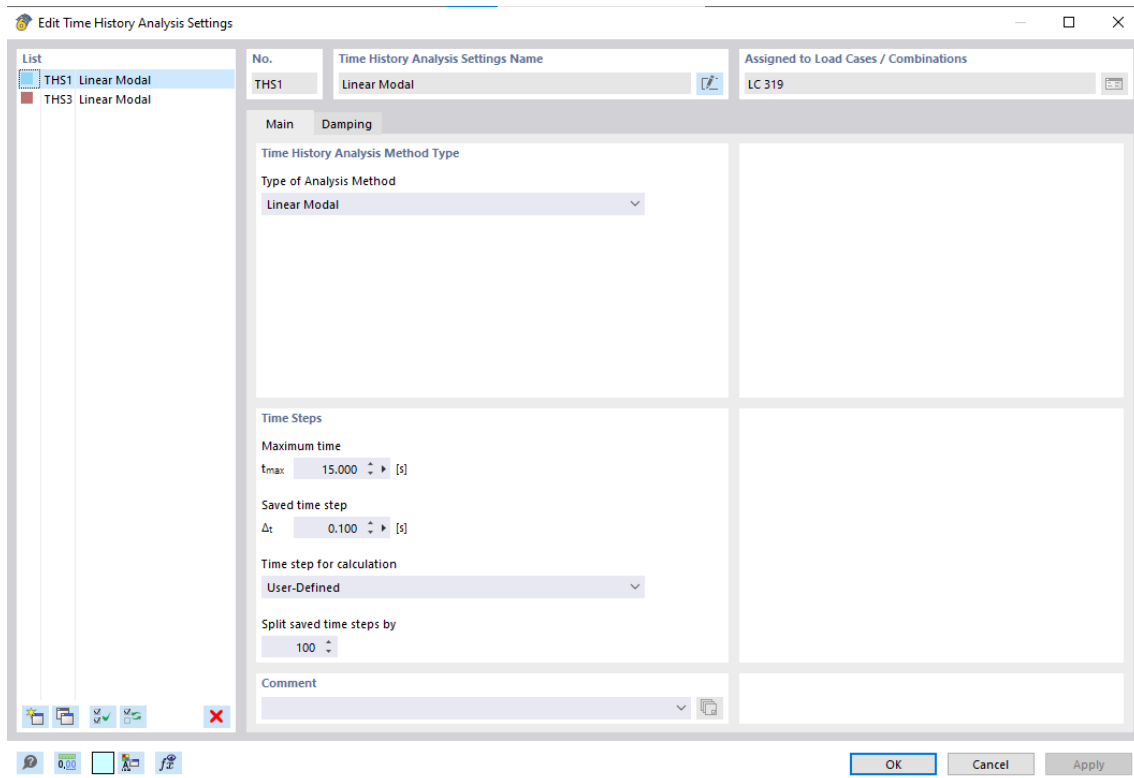 Edit Time History Analysis Settings
List
THS1 Linear Modal
THS3 Linear Modal
No.
THS1
Time History Analysis Settings Name
Linear Modal
Assigned to Load Cases / Combinations
LC 319
Main Damping
Time History Analysis Method Type
Type of Analysis Method
Linear Modal
Time Steps
Maximum time
tmax 15.000 [s]
Saved time step
Δt 0.100 [s]
Time step for calculation
User-Defined
Split saved time steps by
100
Comment
0,00
OK Cancel Apply